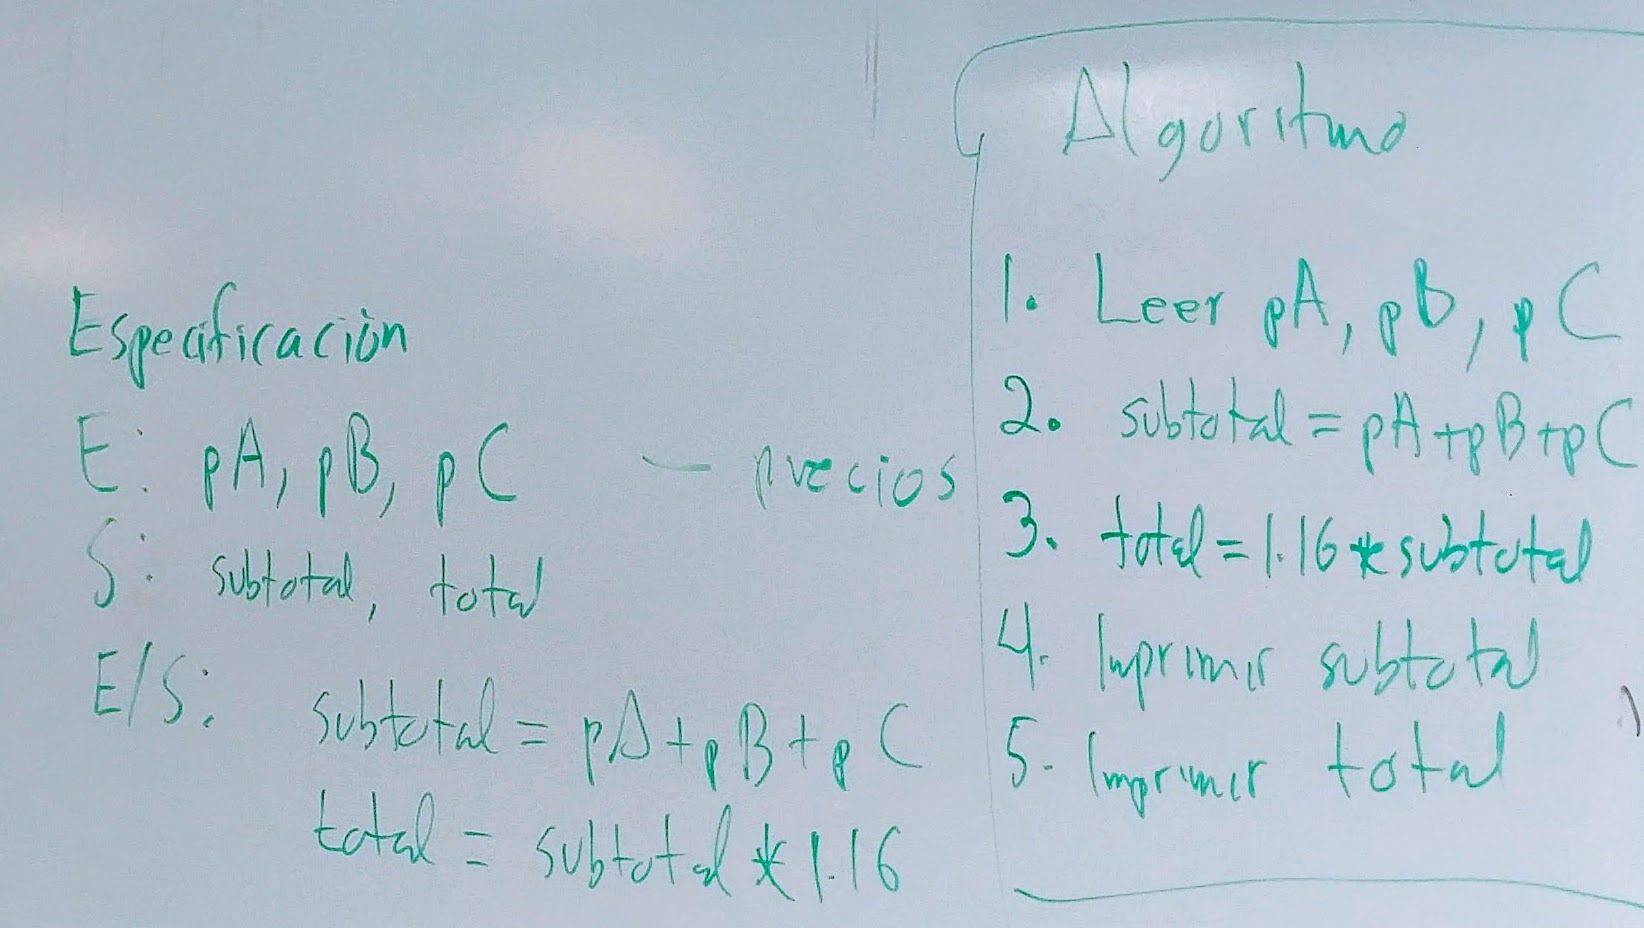 Especificación
E: pA, pB, pC — precios
S: subtotal, total
E/S: subtotal = pA + pB + pC
total = subtotal * 1.16
Algoritmo
1. Leer pA, pB, pC
2. subtotal = pA+pB+pC
3. total = 1.16 * subtotal
4. Imprimir subtotal
5. Imprimir total